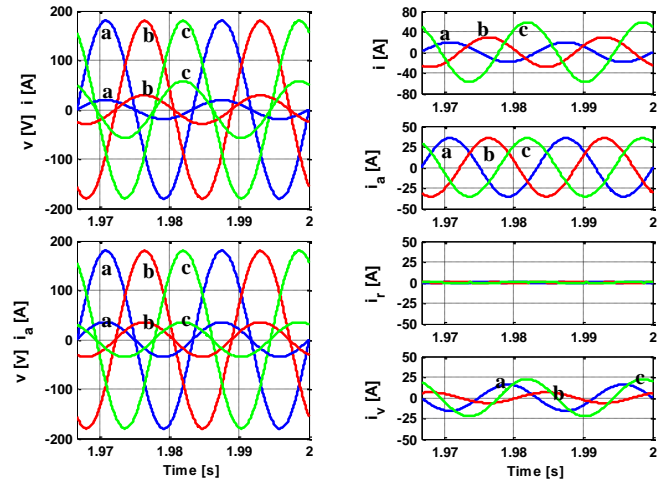 200
100
0
-100
-200
1.97
1.98
1.99
2
v [V] i [A]
a
b
c
a
b
c
200
100
0
-100
-200
1.97
1.98
1.99
2
v [V] i_a [A]
Time [s]
a
b
c
a
b
c
80
40
0
-40
-80
1.97
1.98
1.99
2
i [A]
a
b
c
50
25
0
-25
-50
1.97
1.98
1.99
2
i_a [A]
a
b
c
50
25
0
-25
-50
1.97
1.98
1.99
2
i_r [A]
50
25
0
-25
-50
1.97
1.98
1.99
2
i_v [A]
Time [s]
a
b
c